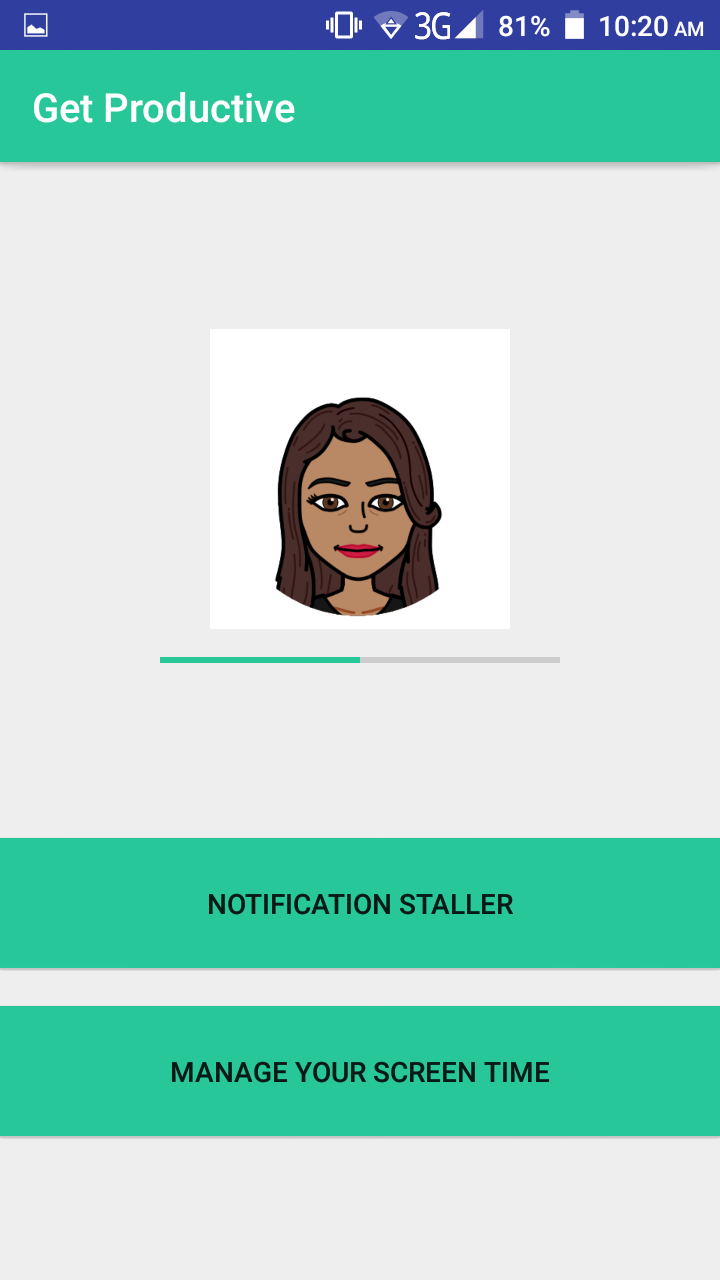 3G 81% 10:20 AM
Get Productive
NOTIFICATION STALLER
MANAGE YOUR SCREEN TIME